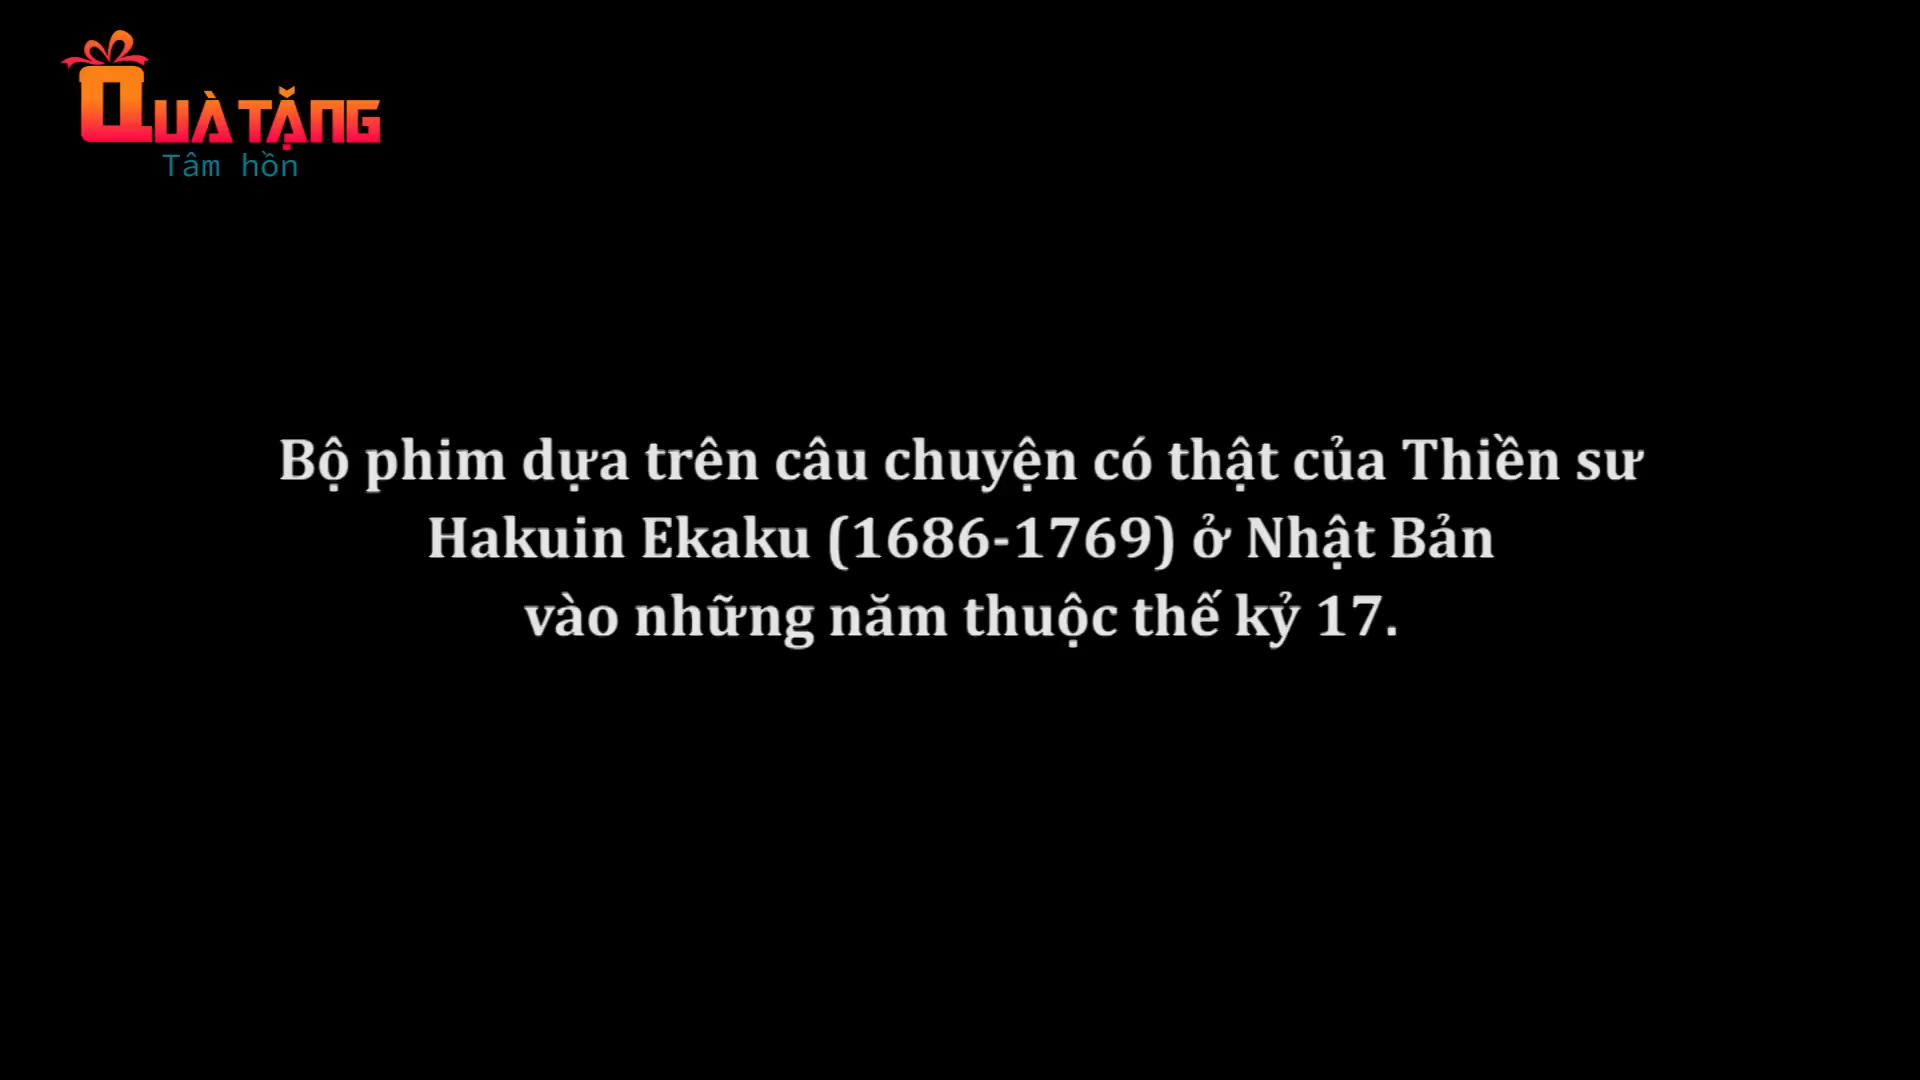 QUÀ TẶNG
Tâm hồn
Bộ phim dựa trên câu chuyện có thật của Thiền sư
Hakuin Ekaku (1686-1769) ở Nhật Bản
vào những năm thuộc thế kỷ 17.